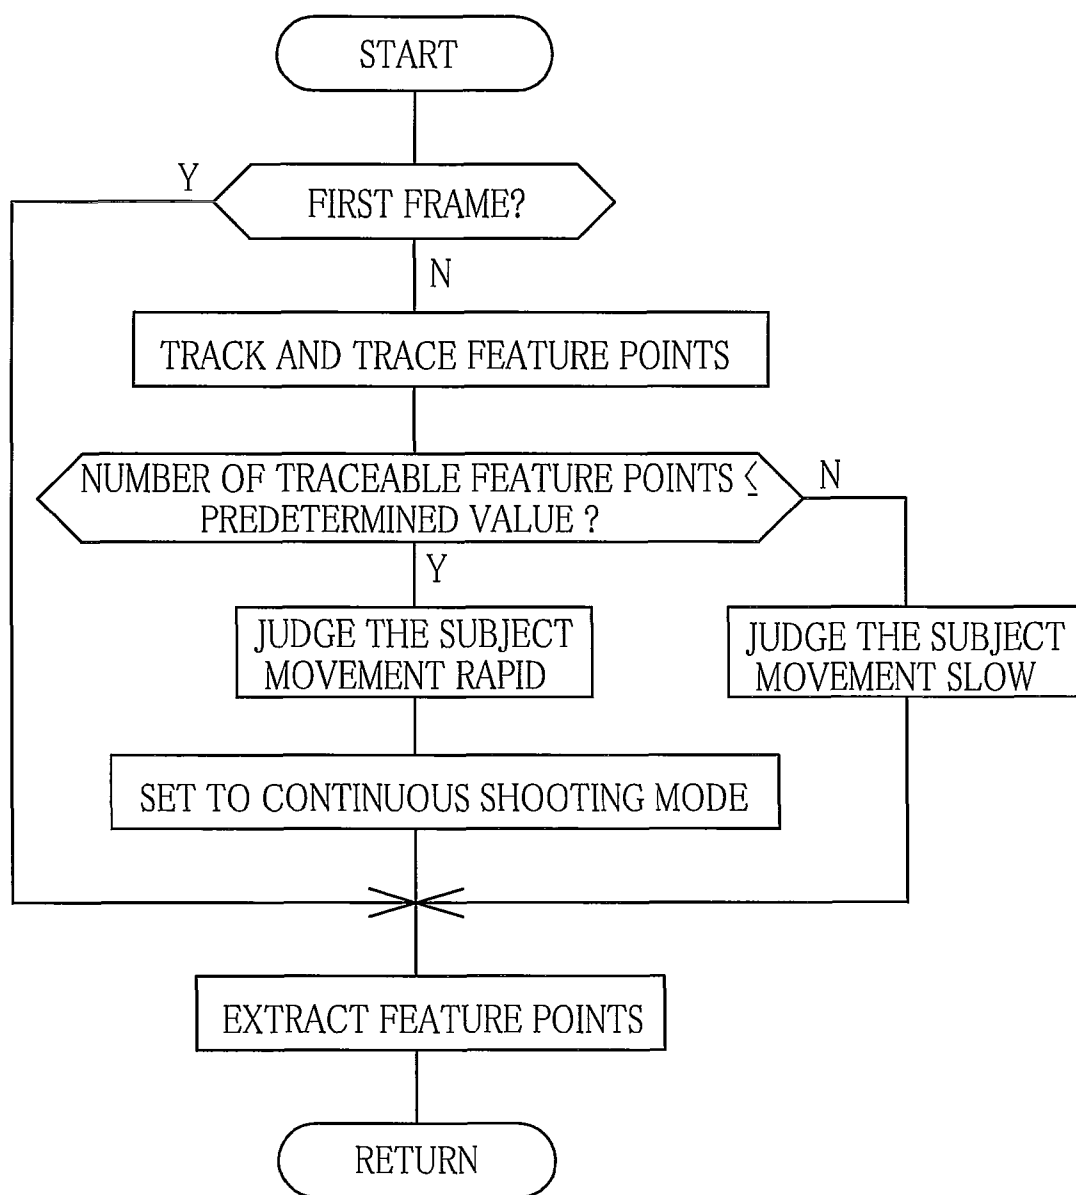 START
Y
FIRST FRAME?
N
TRACK AND TRACE FEATURE POINTS
NUMBER OF TRACEABLE FEATURE POINTS ≤
PREDETERMINED VALUE ?
N
Y
JUDGE THE SUBJECT
MOVEMENT RAPID
JUDGE THE SUBJECT
MOVEMENT SLOW
SET TO CONTINUOUS SHOOTING MODE
EXTRACT FEATURE POINTS
RETURN